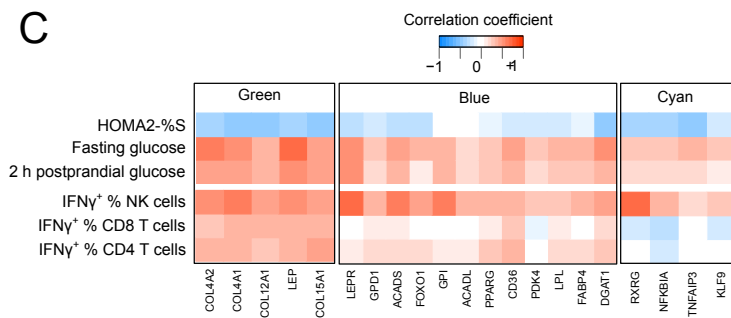 C
Correlation coefficient
−1 0 +1
Green Blue Cyan
HOMA2-%S
Fasting glucose
2 h postprandial glucose
IFNγ⁺ % NK cells
IFNγ⁺ % CD8 T cells
IFNγ⁺ % CD4 T cells
COL4A2
COL4A1
COL12A1
LEP
COL15A1
LEPR
GPD1
ACADS
FOXO1
GPI
ACADL
PPARG
CD36
PDK4
LPL
FABP4
DGAT1
RXRG
NFKBIA
TNFAIP3
KLF9